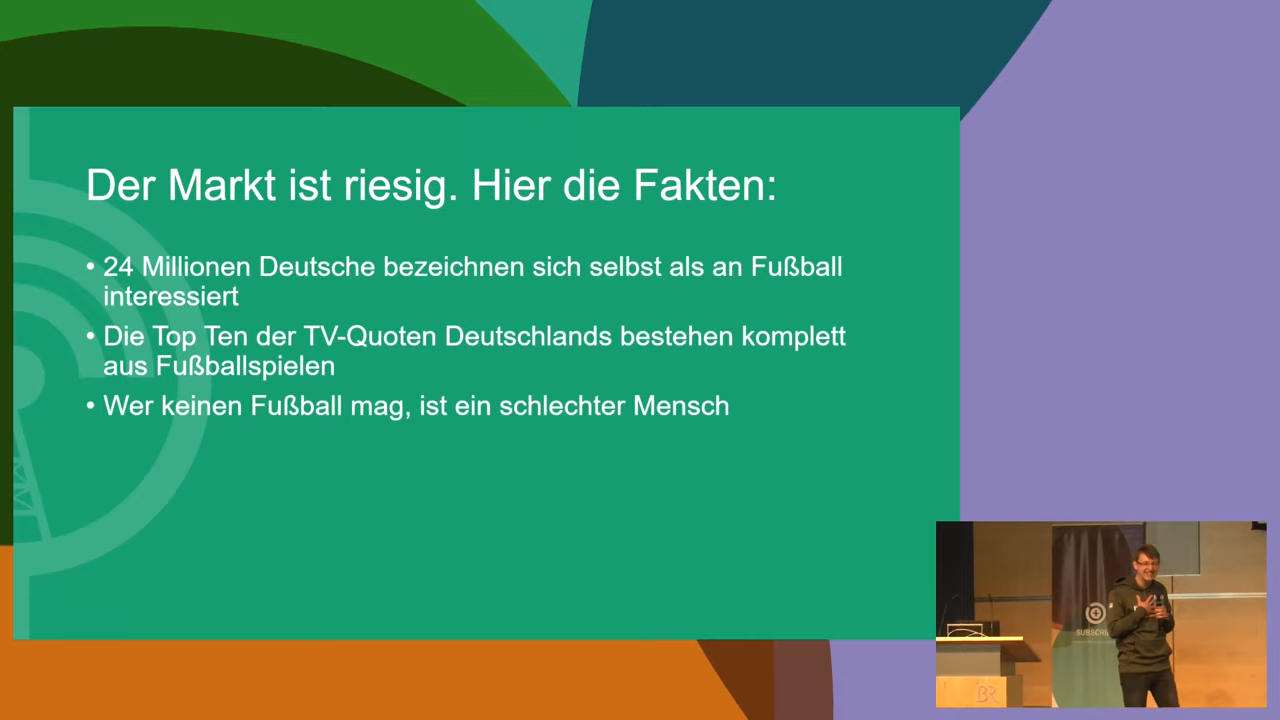 Der Markt ist riesig. Hier die Fakten:
• 24 Millionen Deutsche bezeichnen sich selbst als an Fußball
interessiert
• Die Top Ten der TV-Quoten Deutschlands bestehen komplett
aus Fußballspielen
• Wer keinen Fußball mag, ist ein schlechter Mensch
BR